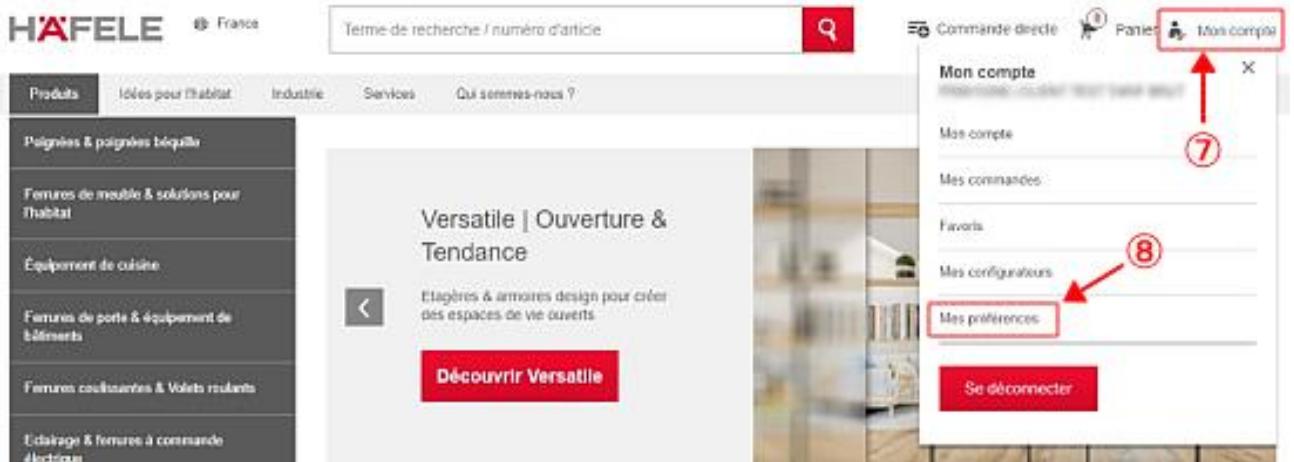 HÄFELE
France
Terme de recherche / numéro d'article
Commande directe
0
Panier
Mon compte
Produits
Idées pour l'habitat
Industrie
Services
Qui sommes-nous ?
Mon compte
⑦
Mon compte
Mes commandes
Favoris
Mes configurateurs
⑧
Mes préférences
Se déconnecter
Poignées & poignées béquille
Ferrures de meuble & solutions pour
l'habitat
Équipement de cuisine
Ferrures de porte & équipement de
bâtiments
Ferrures coulissantes & Volets roulants
Eclairage & ferrures à commande
électrique
Versatile | Ouverture &
Tendance
Etagères & armoires design pour créer
des espaces de vie ouverts
Découvrir Versatile